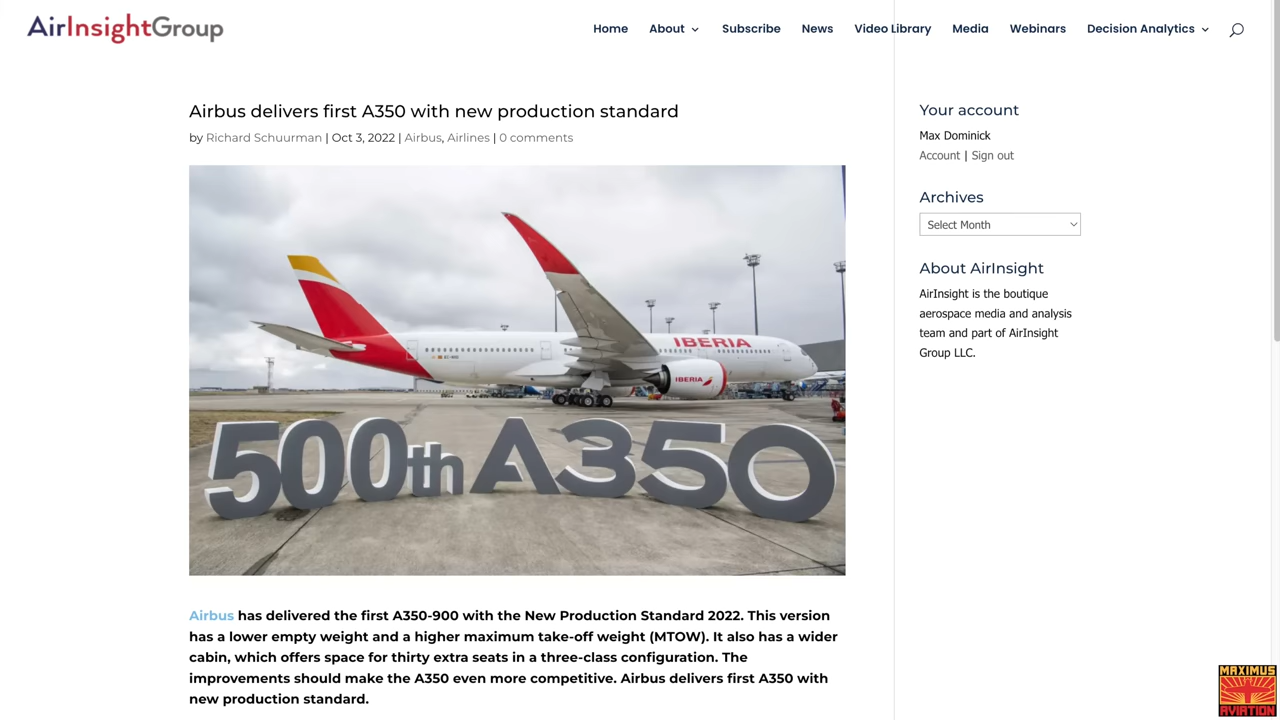 AirInsightGroup
Home About Subscribe News Video Library Media Webinars Decision Analytics
Airbus delivers first A350 with new production standard
by Richard Schuurman | Oct 3, 2022 | Airbus, Airlines | 0 comments
IBERIA
IBERIA
500th A350
Airbus has delivered the first A350-900 with the New Production Standard 2022. This version
has a lower empty weight and a higher maximum take-off weight (MTOW). It also has a wider
cabin, which offers space for thirty extra seats in a three-class configuration. The
improvements should make the A350 even more competitive. Airbus delivers first A350 with
new production standard.
Your account
Max Dominick
Account | Sign out
Archives
Select Month
About AirInsight
AirInsight is the boutique
aerospace media and analysis
team and part of AirInsight
Group LLC.
MAXIMUS
AVIATION